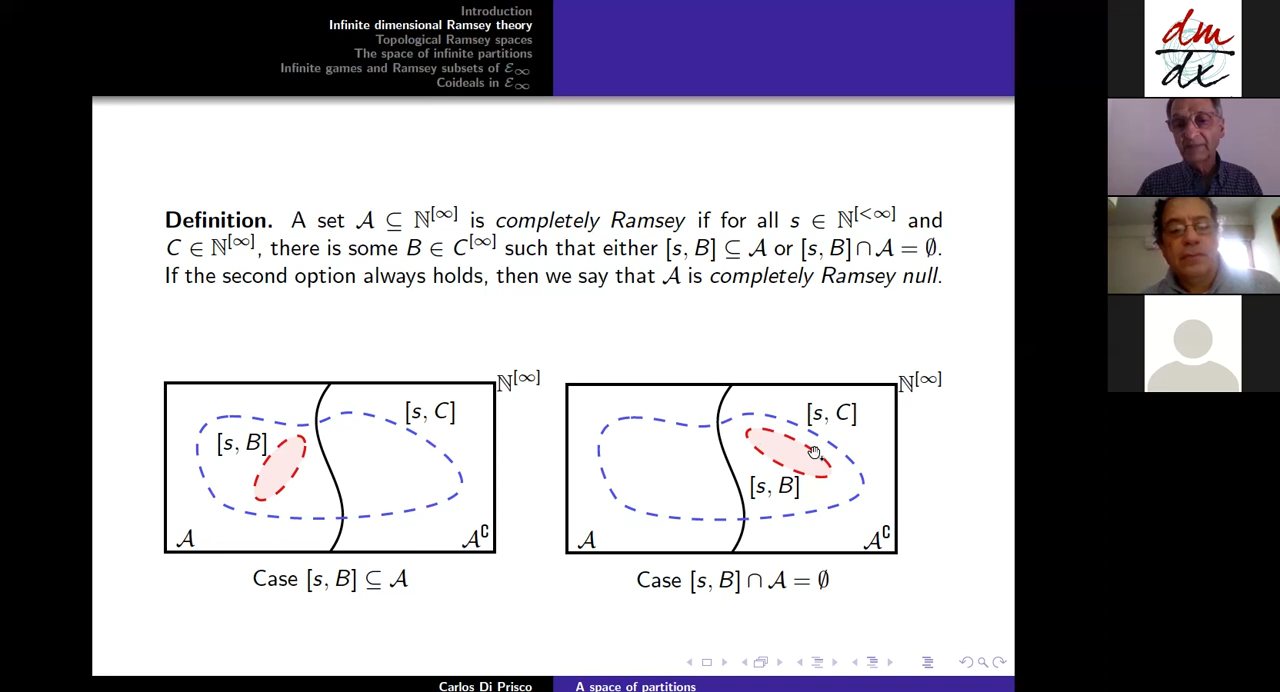 Introduction
Infinite dimensional Ramsey theory
Topological Ramsey spaces
The space of infinite partitions
Infinite games and Ramsey subsets of ℰ∞
Coideals in ℰ∞
dm
dx
Definition. A set 𝒜 ⊆ ℕ^[∞] is completely Ramsey if for all s ∈ ℕ^[<∞] and
C ∈ ℕ^[∞], there is some B ∈ C^[∞] such that either [s, B] ⊆ 𝒜 or [s, B] ∩ 𝒜 = ∅.
If the second option always holds, then we say that 𝒜 is completely Ramsey null.
ℕ^[∞]
[s, C]
[s, B]
𝒜
𝒜^∁
Case [s, B] ⊆ 𝒜
ℕ^[∞]
[s, C]
[s, B]
𝒜
𝒜^∁
Case [s, B] ∩ 𝒜 = ∅
Carlos Di Prisco
A space of partitions